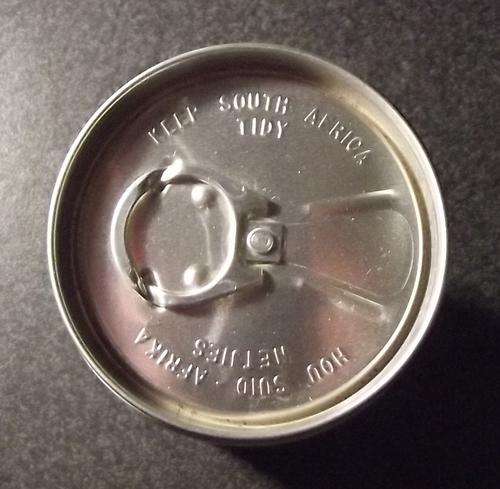 KEEP SOUTH AFRICA
TIDY
HOU SUID-AFRIKA
NETJIES